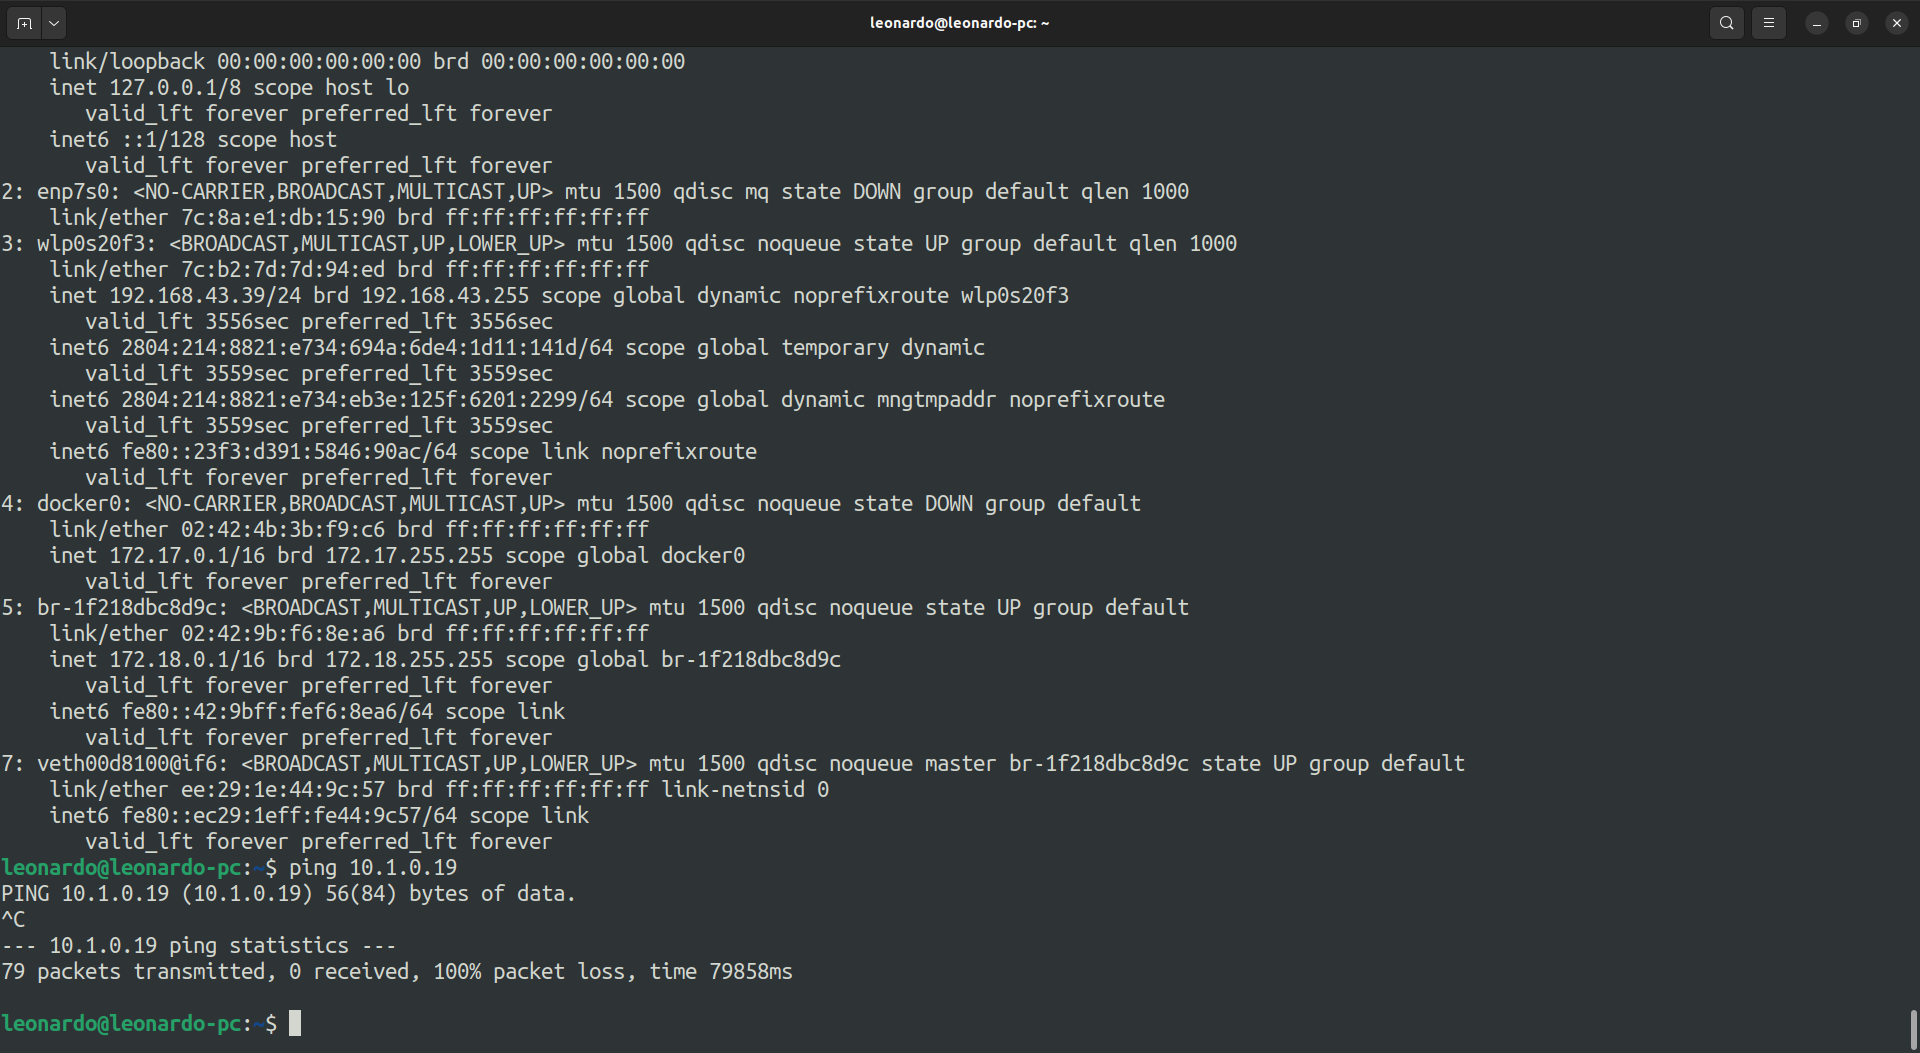 leonardo@leonardo-pc: ~
link/loopback 00:00:00:00:00:00 brd 00:00:00:00:00:00
inet 127.0.0.1/8 scope host lo
valid_lft forever preferred_lft forever
inet6 ::1/128 scope host
valid_lft forever preferred_lft forever
2: enp7s0: <NO-CARRIER,BROADCAST,MULTICAST,UP> mtu 1500 qdisc mq state DOWN group default qlen 1000
link/ether 7c:8a:e1:db:15:90 brd ff:ff:ff:ff:ff:ff
3: wlp0s20f3: <BROADCAST,MULTICAST,UP,LOWER_UP> mtu 1500 qdisc noqueue state UP group default qlen 1000
link/ether 7c:b2:7d:7d:94:ed brd ff:ff:ff:ff:ff:ff
inet 192.168.43.39/24 brd 192.168.43.255 scope global dynamic noprefixroute wlp0s20f3
valid_lft 3556sec preferred_lft 3556sec
inet6 2804:214:8821:e734:694a:6de4:1d11:141d/64 scope global temporary dynamic
valid_lft 3559sec preferred_lft 3559sec
inet6 2804:214:8821:e734:eb3e:125f:6201:2299/64 scope global dynamic mngtmpaddr noprefixroute
valid_lft 3559sec preferred_lft 3559sec
inet6 fe80::23f3:d391:5846:90ac/64 scope link noprefixroute
valid_lft forever preferred_lft forever
4: docker0: <NO-CARRIER,BROADCAST,MULTICAST,UP> mtu 1500 qdisc noqueue state DOWN group default
link/ether 02:42:4b:3b:f9:c6 brd ff:ff:ff:ff:ff:ff
inet 172.17.0.1/16 brd 172.17.255.255 scope global docker0
valid_lft forever preferred_lft forever
5: br-1f218dbc8d9c: <BROADCAST,MULTICAST,UP,LOWER_UP> mtu 1500 qdisc noqueue state UP group default
link/ether 02:42:9b:f6:8e:a6 brd ff:ff:ff:ff:ff:ff
inet 172.18.0.1/16 brd 172.18.255.255 scope global br-1f218dbc8d9c
valid_lft forever preferred_lft forever
inet6 fe80::42:9bff:fef6:8ea6/64 scope link
valid_lft forever preferred_lft forever
7: veth00d8100@if6: <BROADCAST,MULTICAST,UP,LOWER_UP> mtu 1500 qdisc noqueue master br-1f218dbc8d9c state UP group default
link/ether ee:29:1e:44:9c:57 brd ff:ff:ff:ff:ff:ff link-netnsid 0
inet6 fe80::ec29:1eff:fe44:9c57/64 scope link
valid_lft forever preferred_lft forever
leonardo@leonardo-pc:~$ ping 10.1.0.19
PING 10.1.0.19 (10.1.0.19) 56(84) bytes of data.
^C
--- 10.1.0.19 ping statistics ---
79 packets transmitted, 0 received, 100% packet loss, time 79858ms
leonardo@leonardo-pc:~$